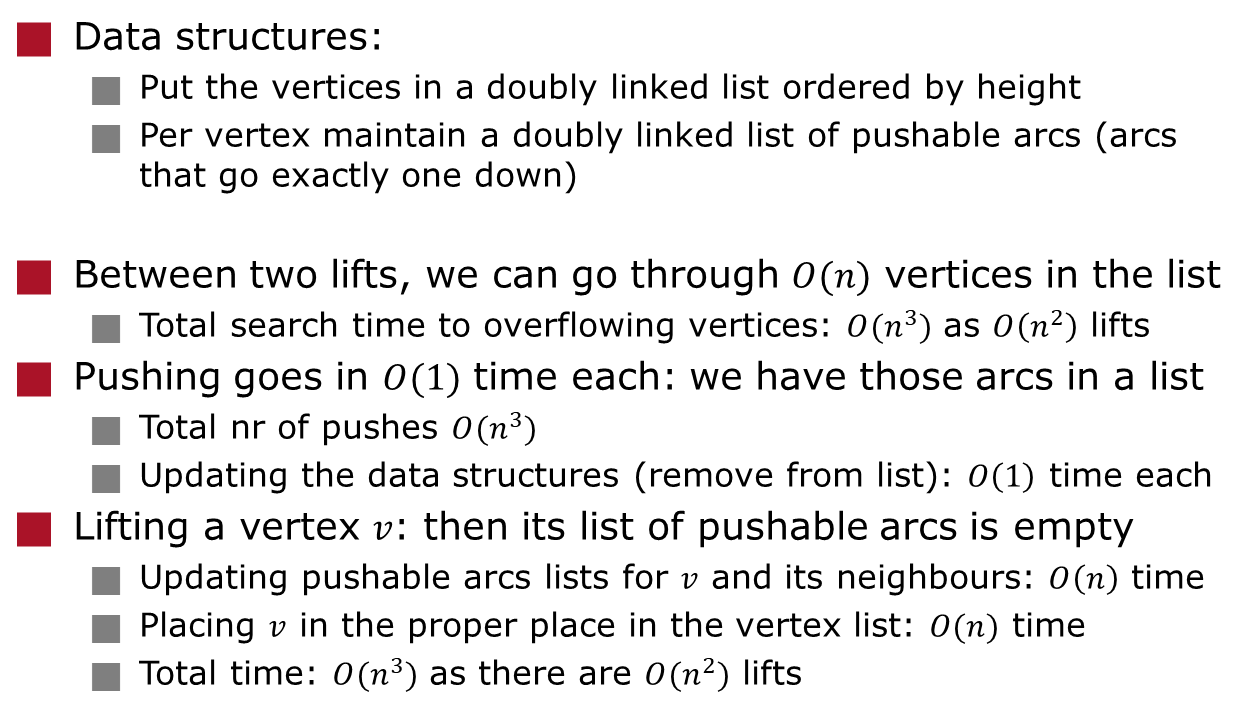 Data structures:
Put the vertices in a doubly linked list ordered by height
Per vertex maintain a doubly linked list of pushable arcs (arcs
that go exactly one down)
Between two lifts, we can go through O(n) vertices in the list
Total search time to overflowing vertices: O(n³) as O(n²) lifts
Pushing goes in O(1) time each: we have those arcs in a list
Total nr of pushes O(n³)
Updating the data structures (remove from list): O(1) time each
Lifting a vertex v: then its list of pushable arcs is empty
Updating pushable arcs lists for v and its neighbours: O(n) time
Placing v in the proper place in the vertex list: O(n) time
Total time: O(n³) as there are O(n²) lifts